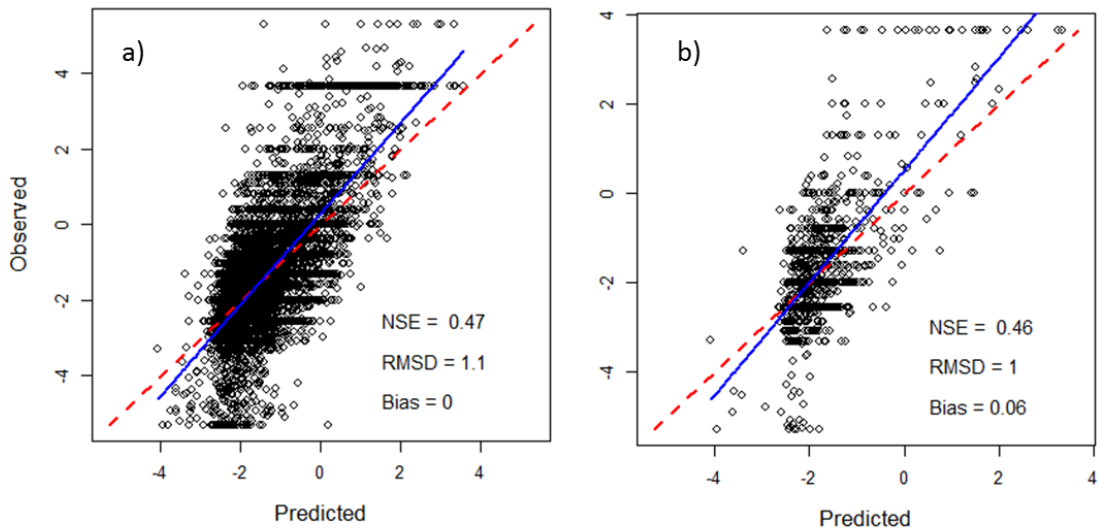 a)
4
2
0
-2
-4
Observed
NSE = 0.47
RMSD = 1.1
Bias = 0
-4 -2 0 2 4
Predicted
b)
4
2
0
-2
-4
NSE = 0.46
RMSD = 1
Bias = 0.06
-4 -2 0 2 4
Predicted